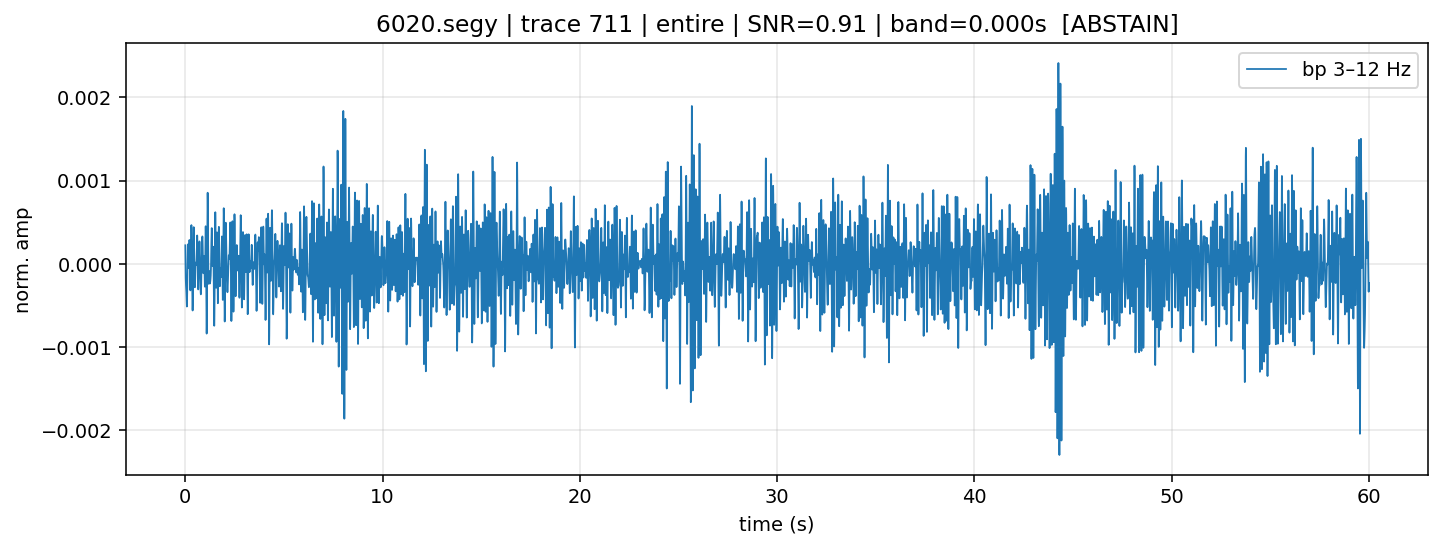 6020.segy | trace 711 | entire | SNR=0.91 | band=0.000s  [ABSTAIN]
bp 3–12 Hz
norm. amp
0.002
0.001
0.000
−0.001
−0.002
0 10 20 30 40 50 60
time (s)